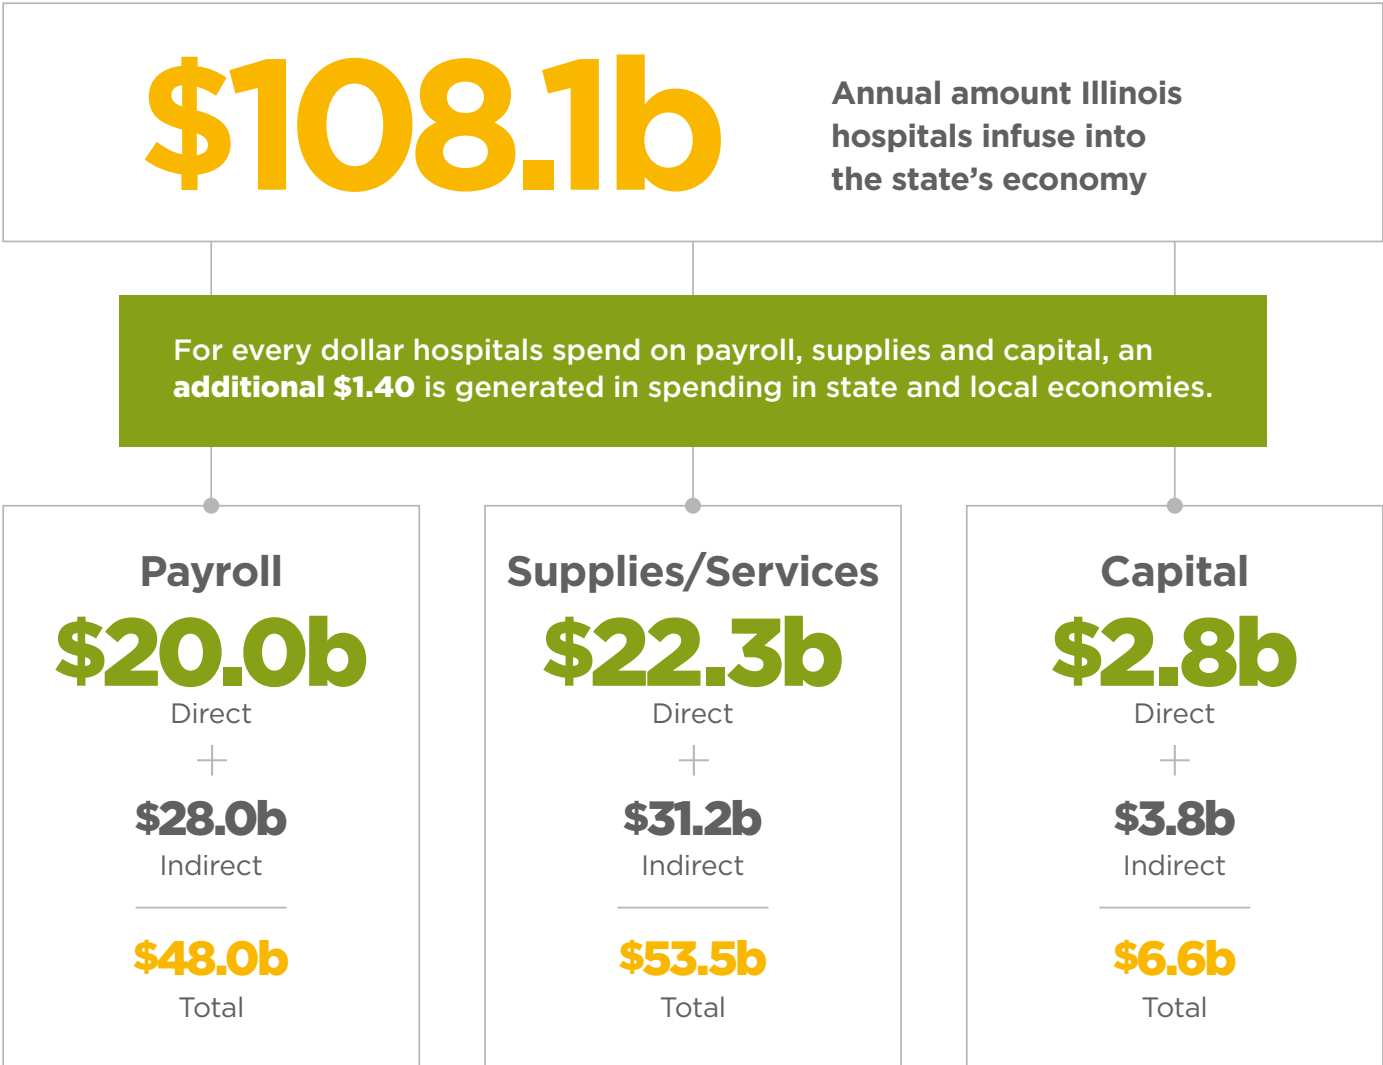 $108.1b
Annual amount Illinois
hospitals infuse into
the state’s economy
For every dollar hospitals spend on payroll, supplies and capital, an
additional $1.40 is generated in spending in state and local economies.
Payroll
$20.0b
Direct
+
$28.0b
Indirect
$48.0b
Total
Supplies/Services
$22.3b
Direct
+
$31.2b
Indirect
$53.5b
Total
Capital
$2.8b
Direct
+
$3.8b
Indirect
$6.6b
Total